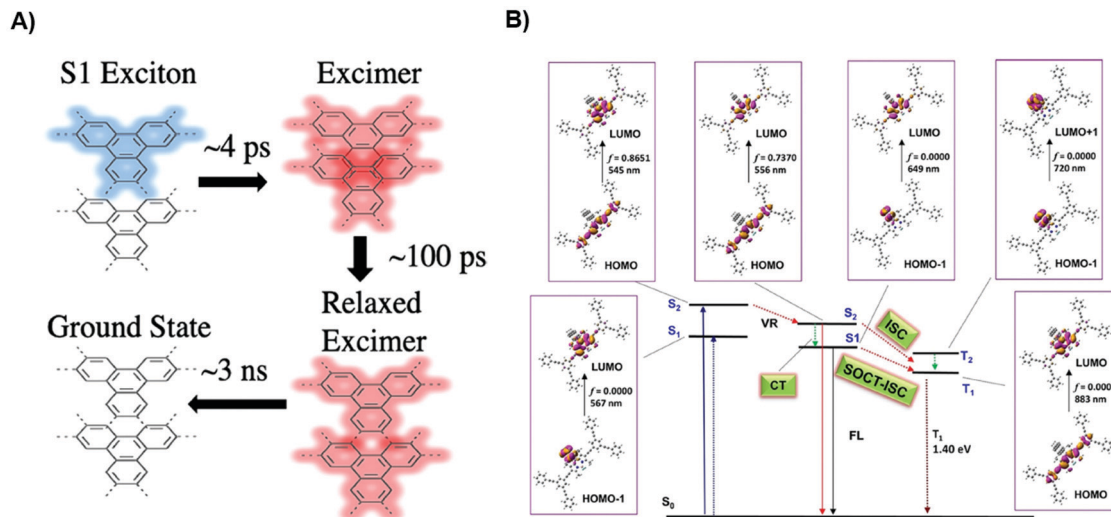 A)
S1 Exciton
Excimer
~4 ps
~100 ps
Ground State
Relaxed
Excimer
~3 ns
B)
LUMO
f = 0.8651
545 nm
HOMO
LUMO
f = 0.7370
556 nm
HOMO
LUMO
f = 0.0000
649 nm
HOMO-1
LUMO+1
f = 0.0000
720 nm
HOMO-1
LUMO
f = 0.0000
567 nm
HOMO-1
S2
S1
VR
S2
S1
CT
ISC
SOCT-ISC
T2
T1
FL
T1
1.40 eV
S0
LUMO
f = 0.000
883 nm
HOMO